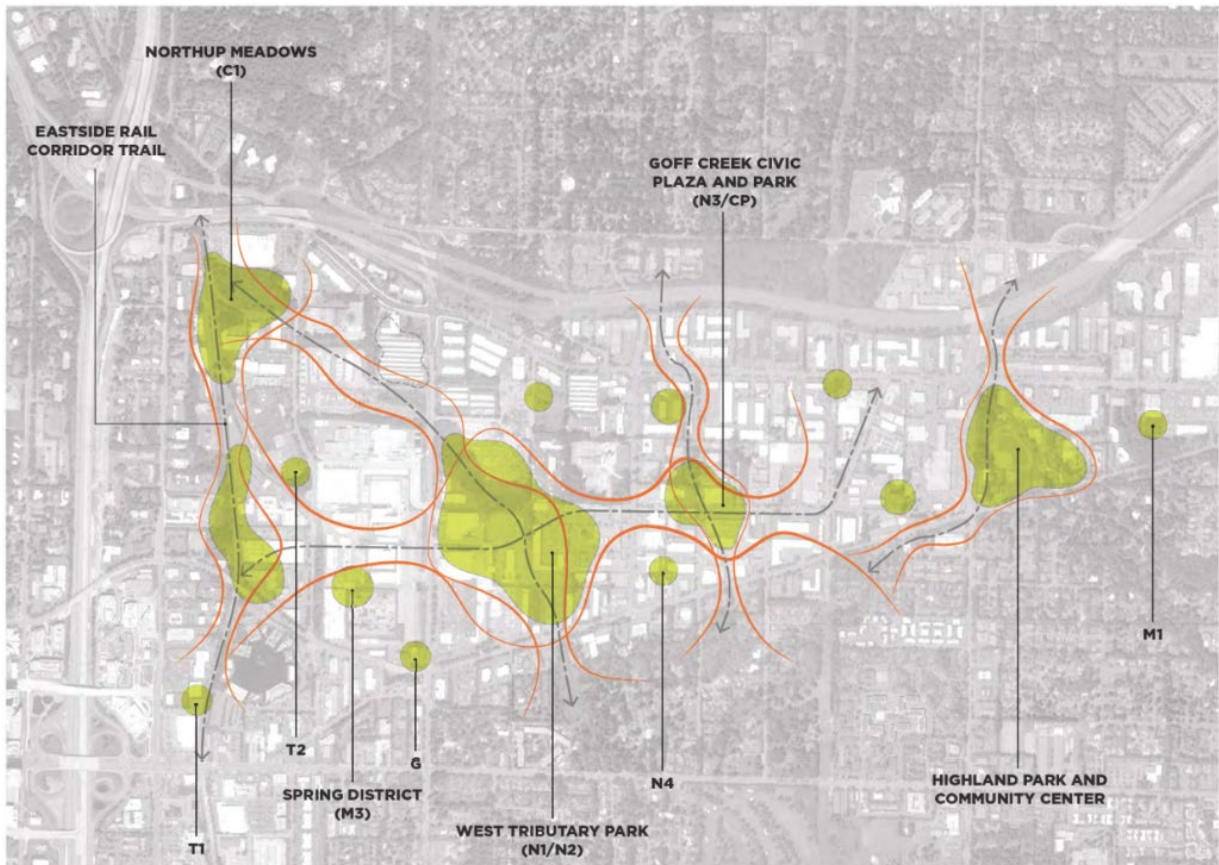 NORTHUP MEADOWS
(C1)
EASTSIDE RAIL
CORRIDOR TRAIL
GOFF CREEK CIVIC
PLAZA AND PARK
(N3/CP)
M1
T2
G
N4
SPRING DISTRICT
(M3)
HIGHLAND PARK AND
COMMUNITY CENTER
T1
WEST TRIBUTARY PARK
(N1/N2)